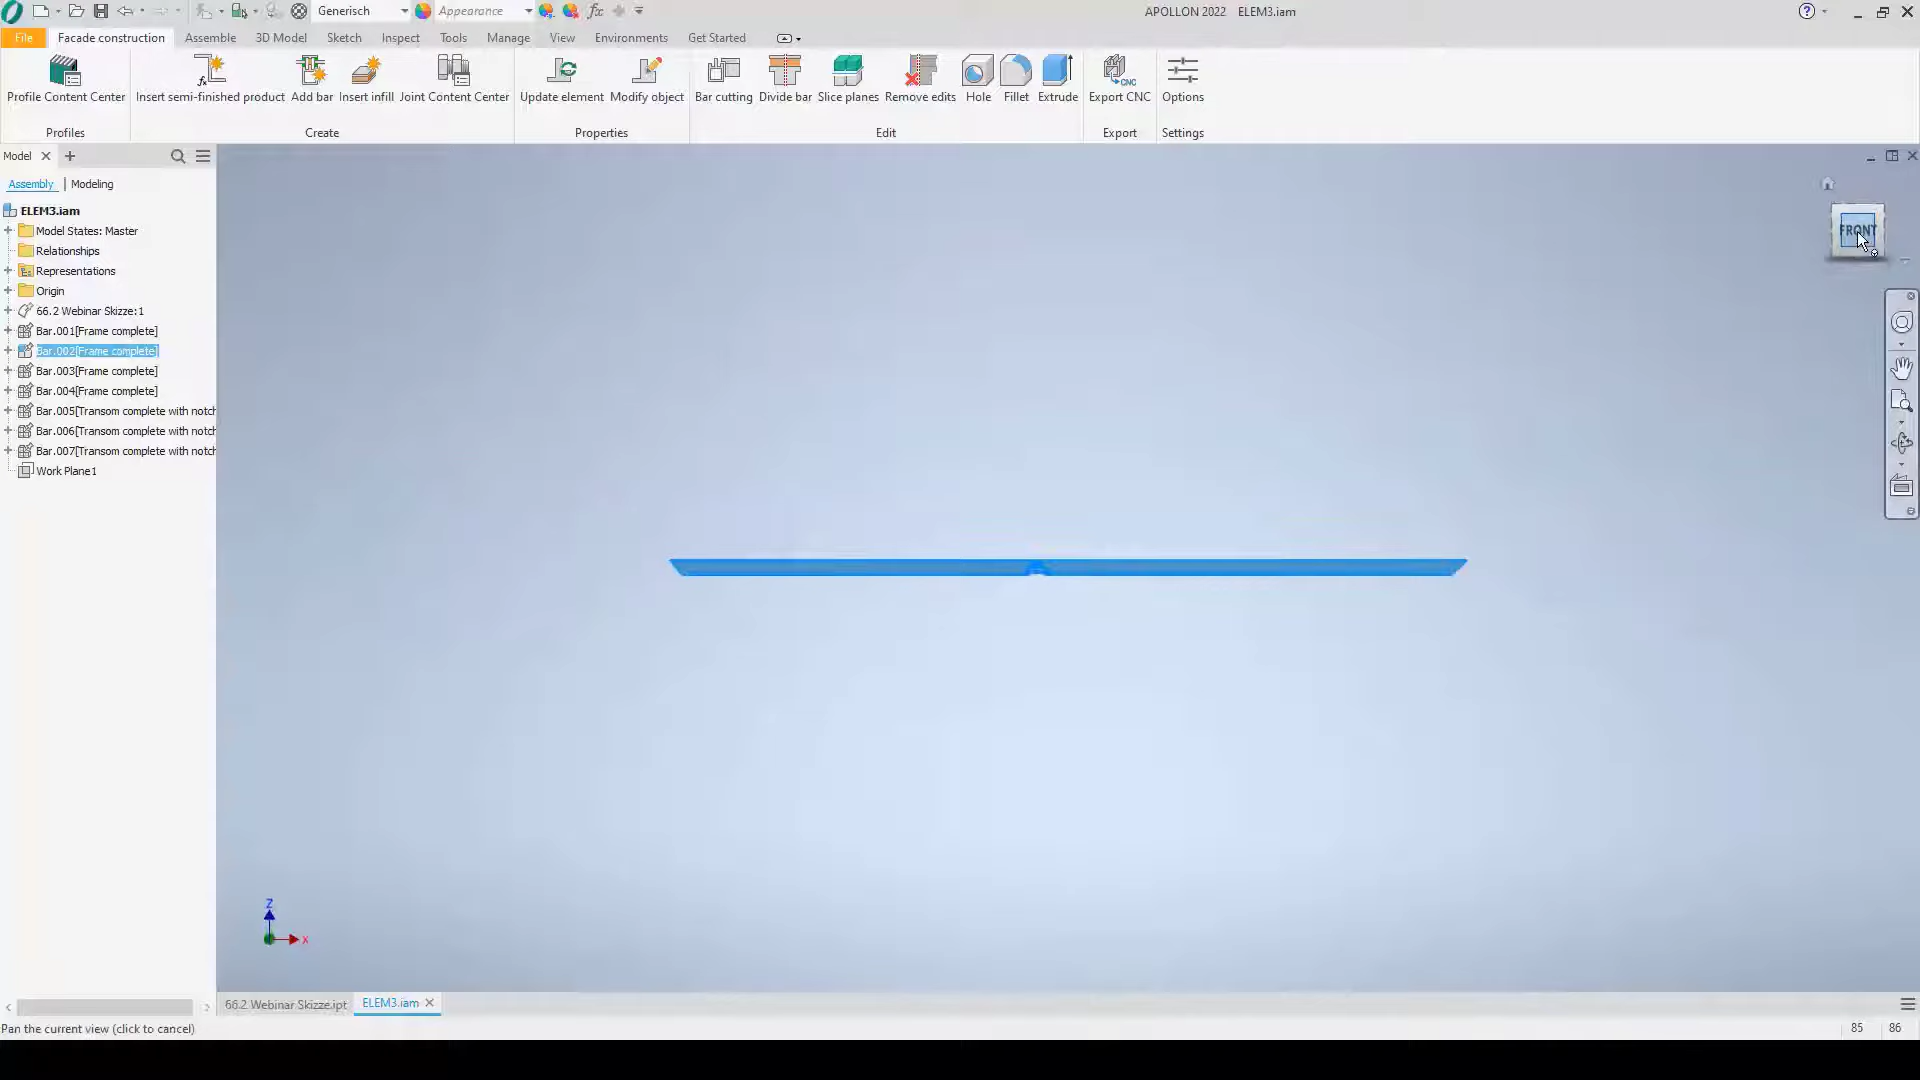 Generisch
Appearance
fx
APOLLON 2022 ELEM3.iam
File
Facade construction
Assemble
3D Model
Sketch
Inspect
Tools
Manage
View
Environments
Get Started
Profile Content Center
Insert semi-finished product
Add bar
Insert infill
Joint Content Center
Update element
Modify object
Bar cutting
Divide bar
Slice planes
Remove edits
Hole
Fillet
Extrude
Export CNC
Options
Profiles
Create
Properties
Edit
Export
Settings
Model
Assembly | Modeling
ELEM3.iam
Model States: Master
Relationships
Representations
Origin
66.2 Webinar Skizze:1
Bar.001[Frame complete]
Bar.002[Frame complete]
Bar.003[Frame complete]
Bar.004[Frame complete]
Bar.005[Transom complete with notch
Bar.006[Transom complete with notch
Bar.007[Transom complete with notch
Work Plane1
FRONT
Z
X
66.2 Webinar Skizze.ipt
ELEM3.iam
Pan the current view (click to cancel)
85 86